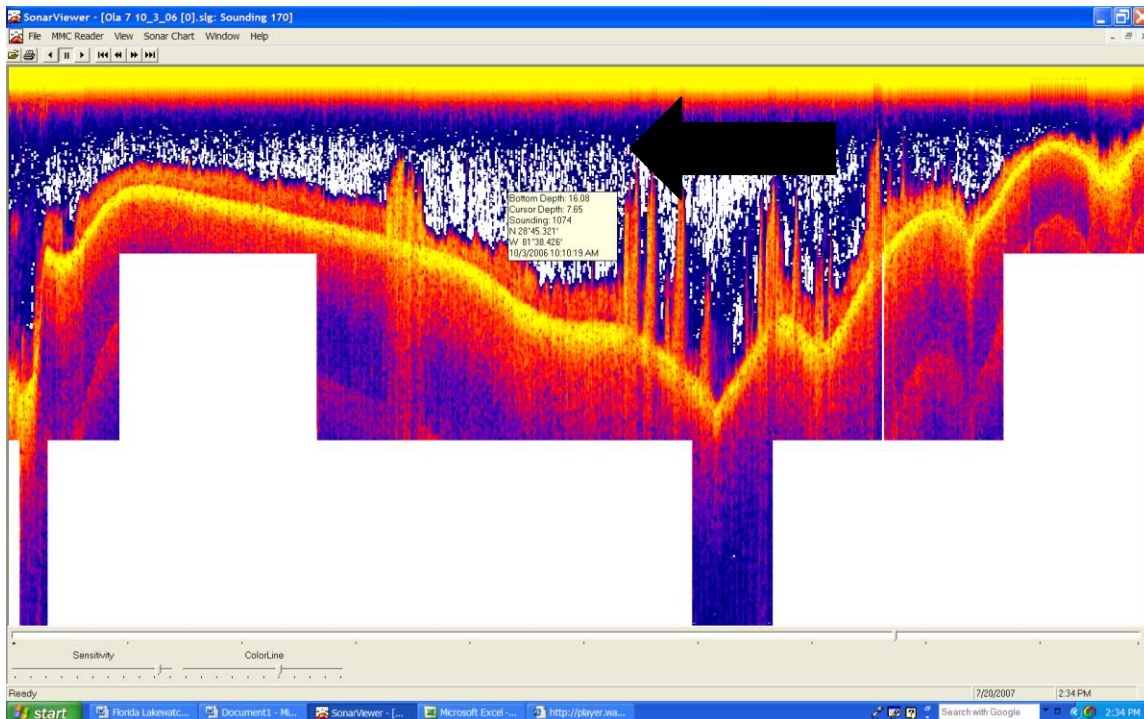 SonarViewer - [Ola 7 10_3_06 [0].slg: Sounding 170]
File MMC Reader View Sonar Chart Window Help
Bottom Depth: 16.08
Cursor Depth: 7.65
Sounding: 1074
N 28°45.321'
W 81°38.426'
10/3/2006 10:10:19 AM
Sensitivity ColorLine
Ready 7/20/2007 2:34 PM
start Florida Lakewatc... Document1 - Mi... SonarViewer - [... Microsoft Excel -... http://player.wa... Search with Google 2:34 PM